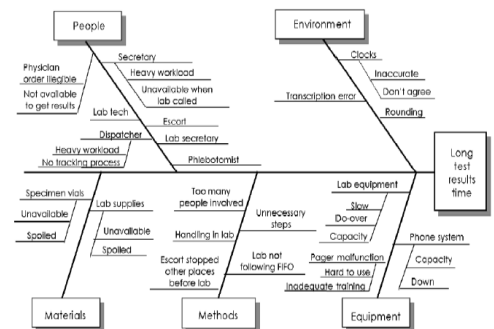 People
Environment
Physician
order illegible
Not available
to get results
Secretary
Heavy workload
Unavailable when
lab called
Lab tech
Escort
Dispatcher
Lab secretary
Heavy workload
No tracking process
Phlebotomist
Clocks
Inaccurate
Don't agree
Transcription error
Rounding
Long
test
results
time
Specimen vials
Unavailable
Spoiled
Lab supplies
Unavailable
Spoiled
Too many
people involved
Unnecessary
steps
Handling in lab
Lab not
following FIFO
Escort stopped
other places
before lab
Lab equipment
Slow
Do-over
Capacity
Phone system
Capacity
Down
Pager malfunction
Hard to use
Inadequate training
Materials
Methods
Equipment